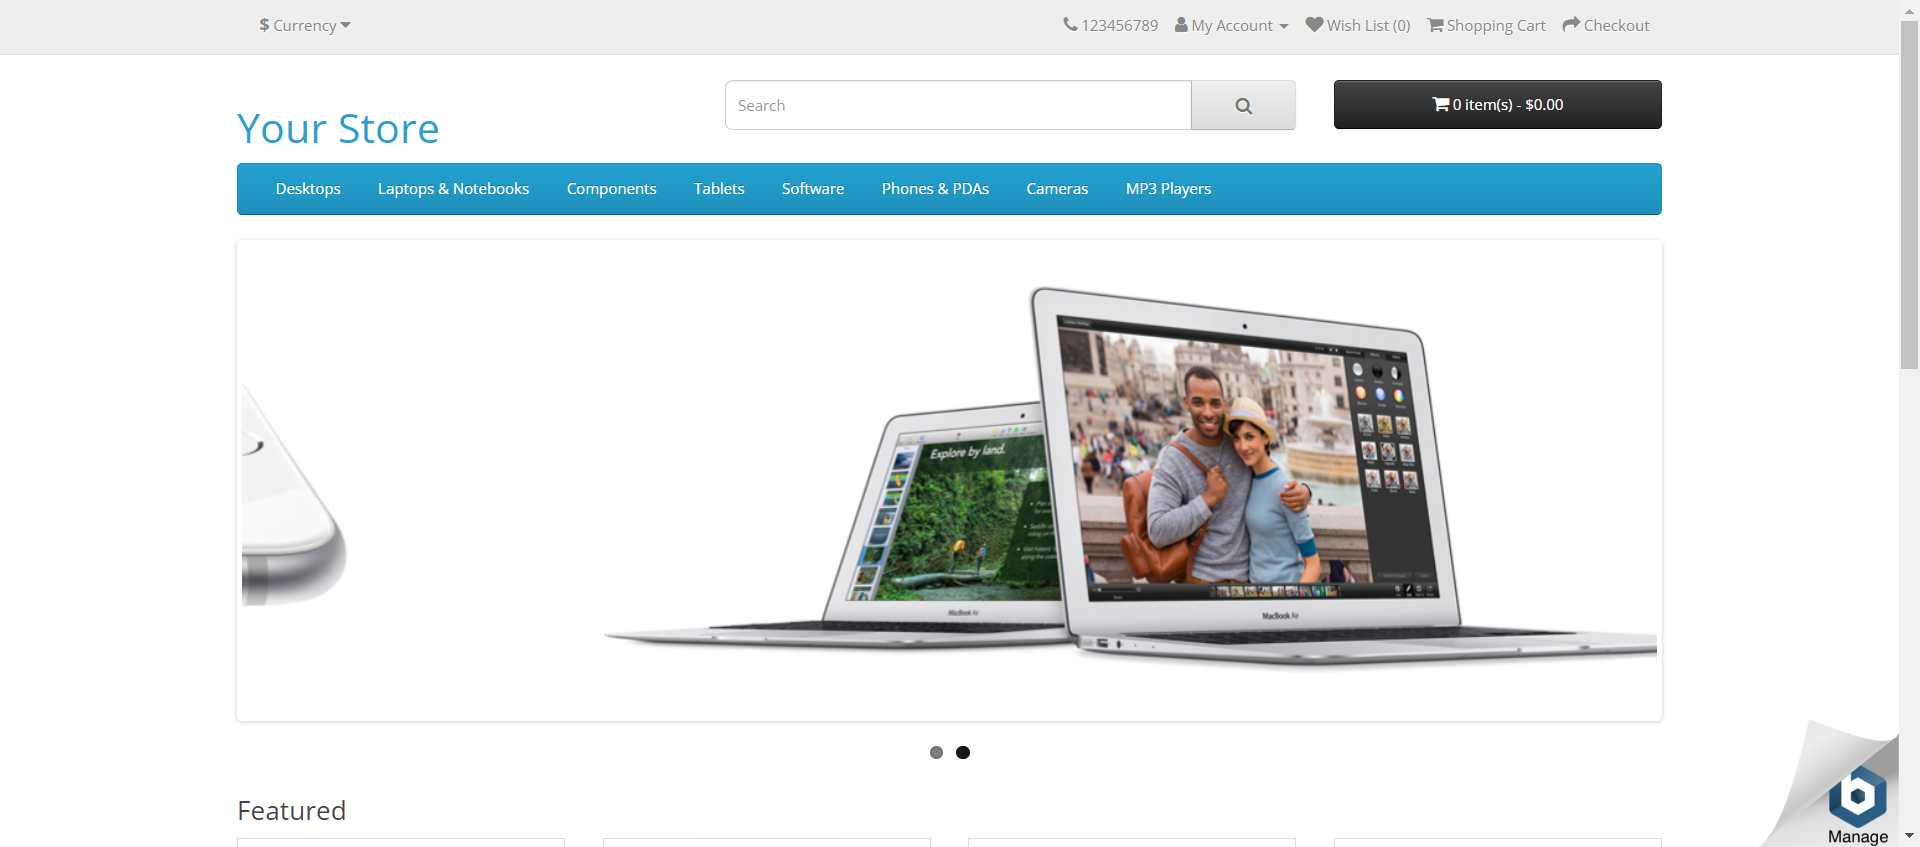 $ Currency
123456789
My Account
Wish List (0)
Shopping Cart
Checkout
Your Store
Search
0 item(s) - $0.00
Desktops
Laptops & Notebooks
Components
Tablets
Software
Phones & PDAs
Cameras
MP3 Players
Explore by land.
MacBook Air
MacBook Air
Featured
b
Manage